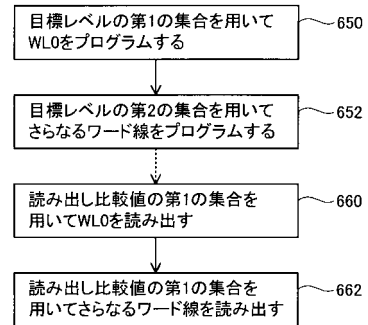 目標レベルの第1の集合を用いて
WL0をプログラムする
650
目標レベルの第2の集合を用いて
さらなるワード線をプログラムする
652
読み出し比較値の第1の集合を
用いてWL0を読み出す
660
読み出し比較値の第1の集合を
用いてさらなるワード線を読み出す
662